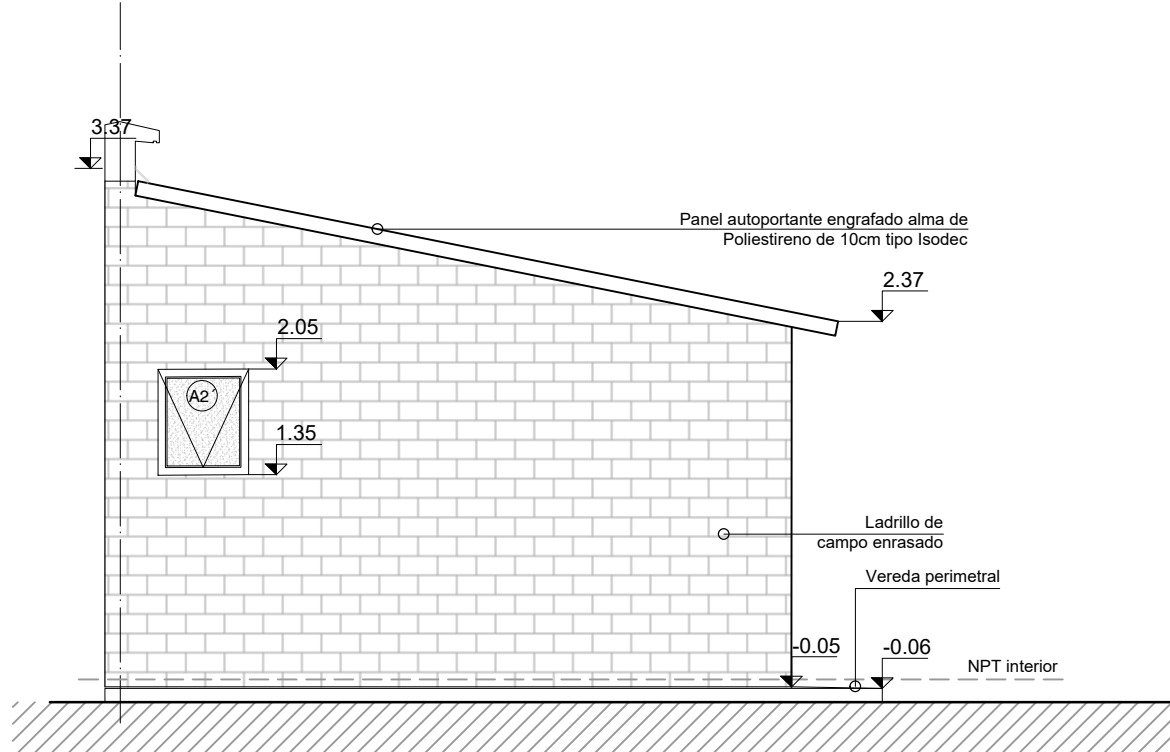 3.37
Panel autoportante engrafado alma de
Poliestireno de 10cm tipo Isodec
2.37
2.05
A2´
1.35
Ladrillo de
campo enrasado
Vereda perimetral
-0.05
-0.06
NPT interior